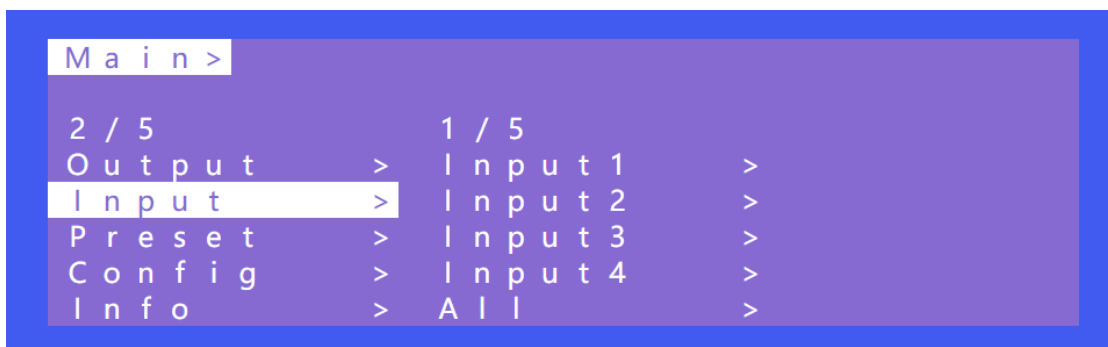 Main>
2/5 1/5
Output > Input1 >
Input > Input2 >
Preset > Input3 >
Config > Input4 >
Info > All >